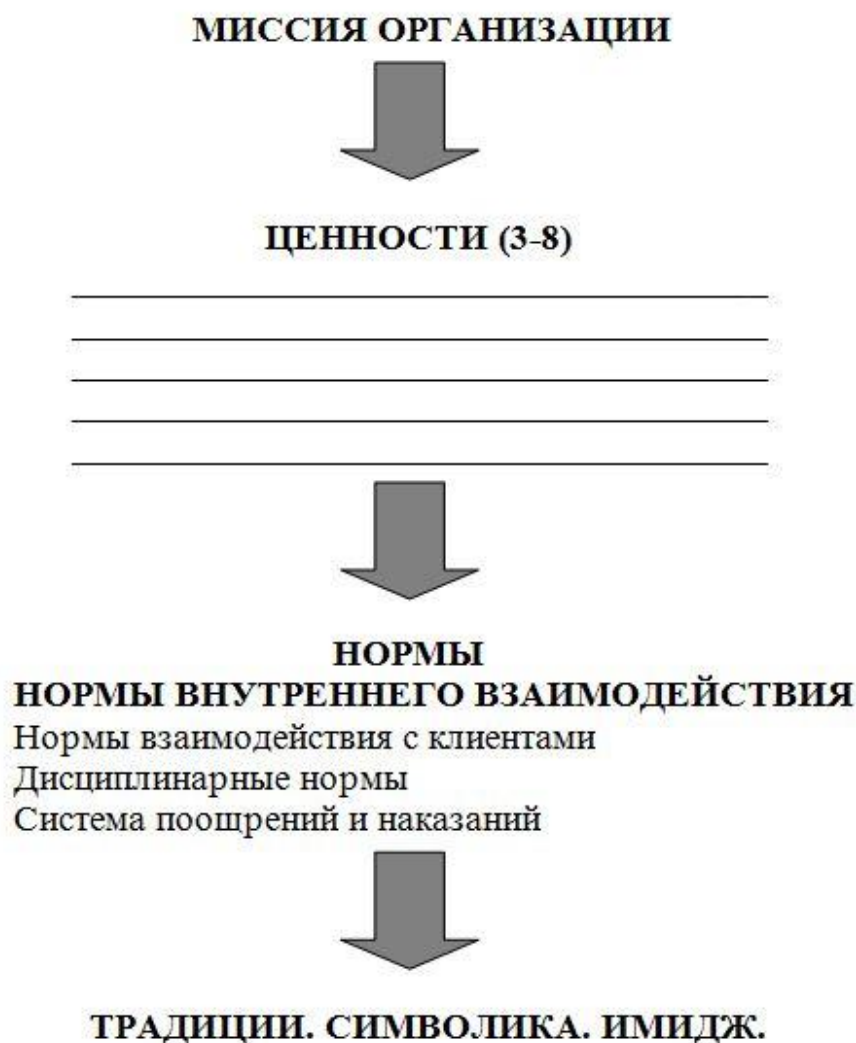 МИССИЯ ОРГАНИЗАЦИИ
ЦЕННОСТИ (3-8)
НОРМЫ
НОРМЫ ВНУТРЕННЕГО ВЗАИМОДЕЙСТВИЯ
Нормы взаимодействия с клиентами
Дисциплинарные нормы
Система поощрений и наказаний
ТРАДИЦИИ. СИМВОЛИКА. ИМИДЖ.